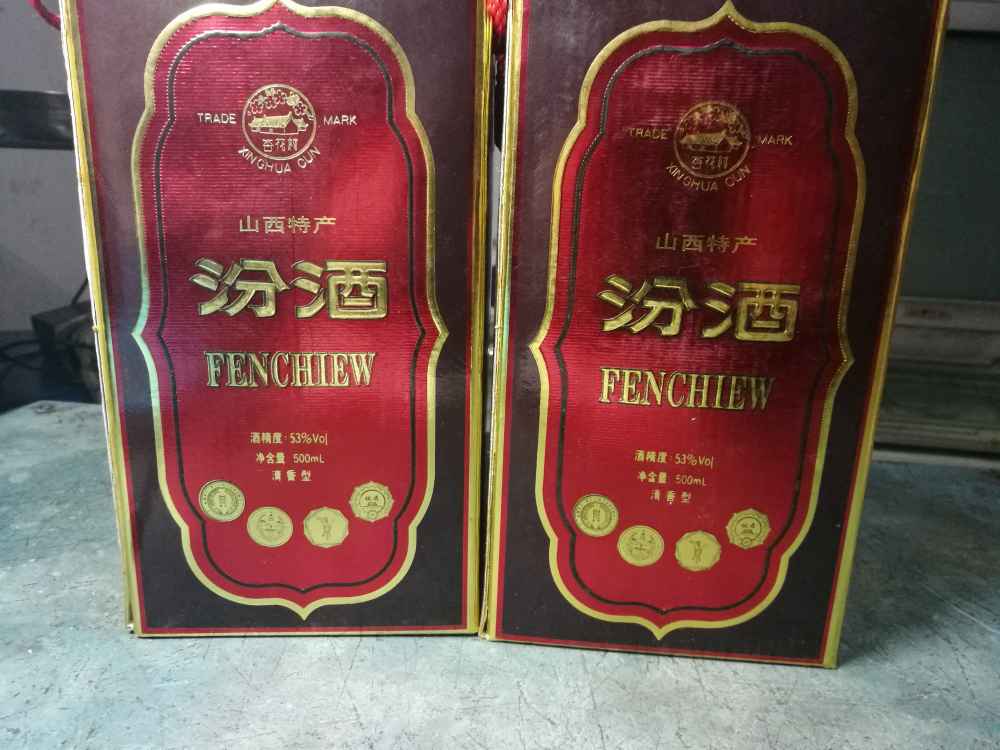 TRADE MARK
杏花村
XINGHUA CUN
山西特产
汾酒
FENCHIEW
酒精度:53%Vol
净含量 500mL
清香型
TRADE MARK
杏花村
XINGHUA CUN
山西特产
汾酒
FENCHIEW
酒精度:53%Vol
净含量 500mL
清香型